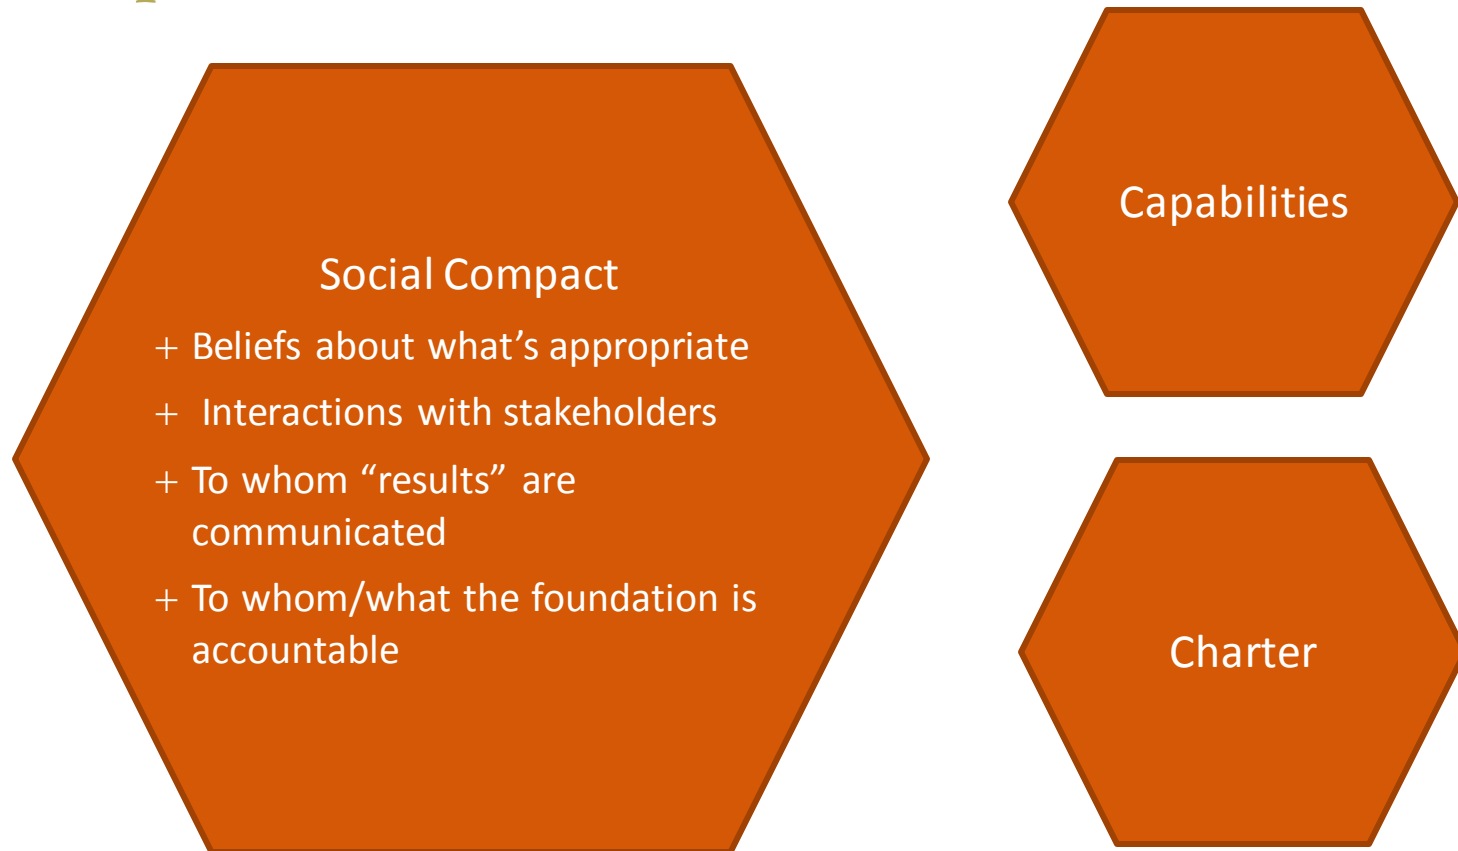 Social Compact
+ Beliefs about what’s appropriate
+ Interactions with stakeholders
+ To whom “results” are
communicated
+ To whom/what the foundation is
accountable
Capabilities
Charter